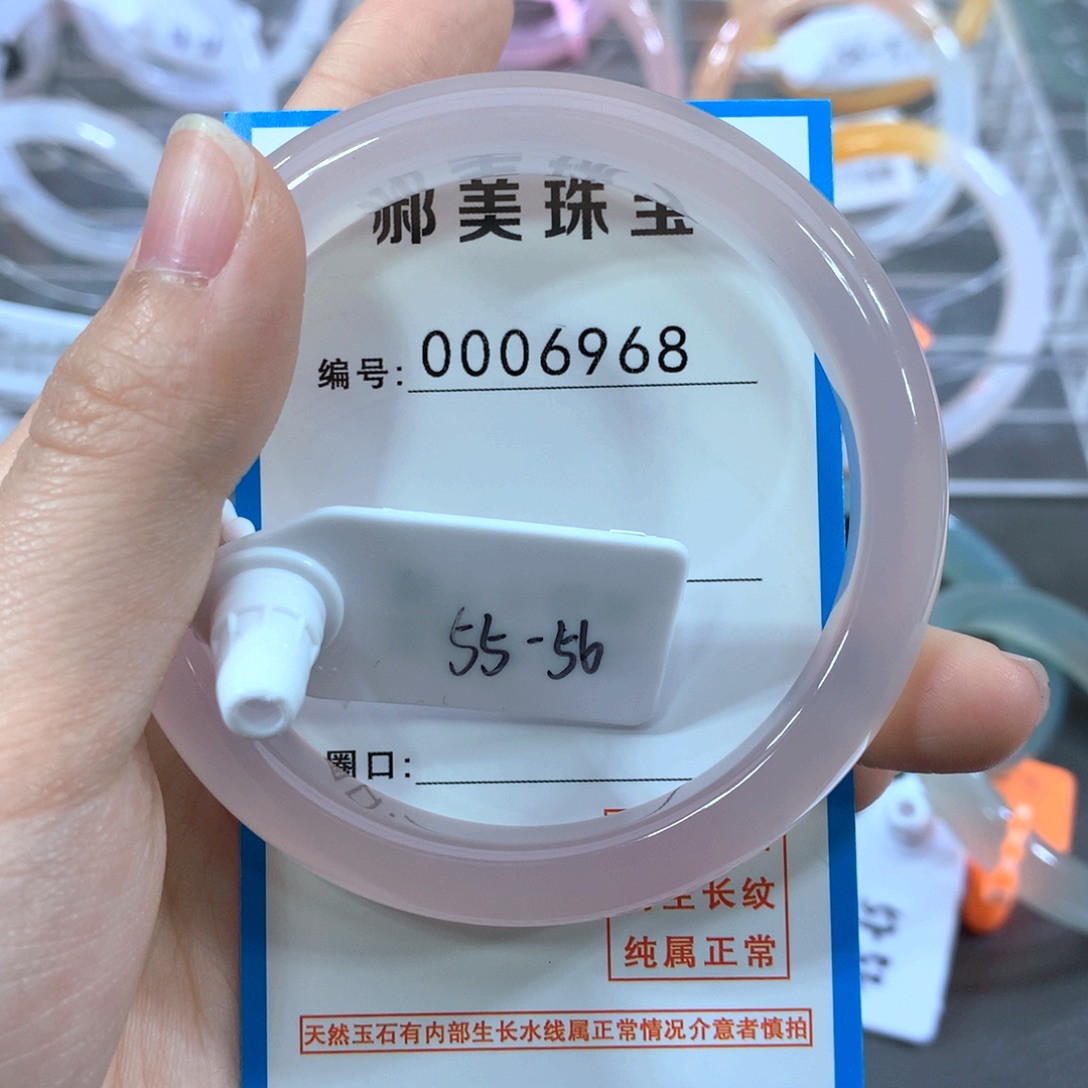 郝美珠宝
编号: 0006968
55-56
圈口:
生长纹
纯属正常
天然玉石有内部生长水线属正常情况介意者慎拍